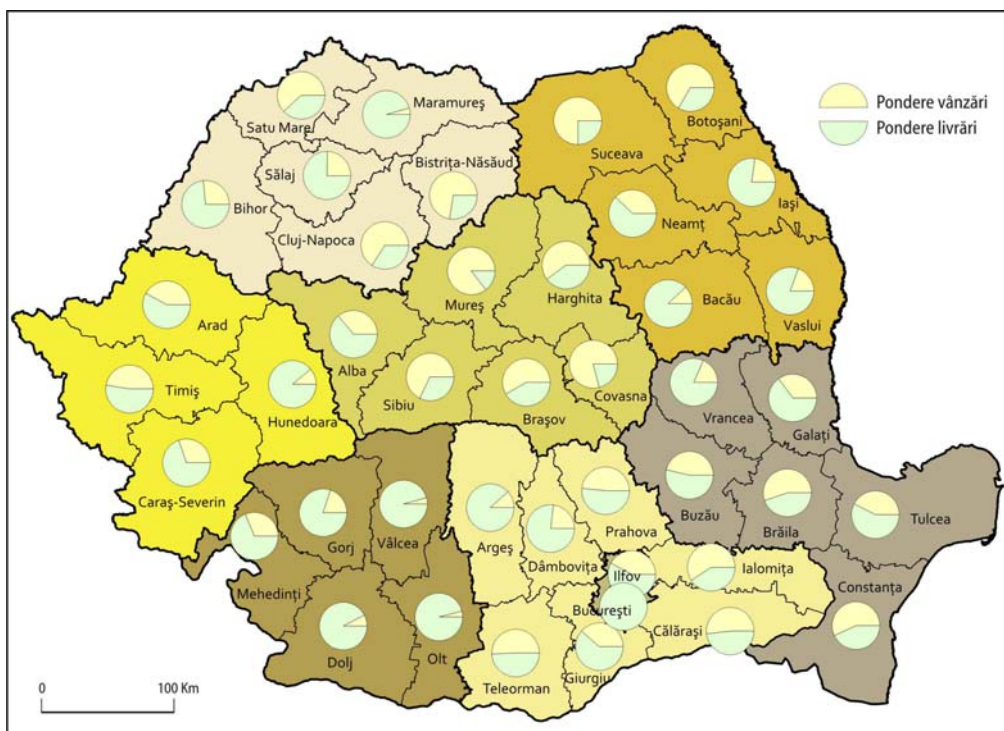 Pondere vânzări
Pondere livrări
Maramureş
Satu Mare
Botoşani
Suceava
Bistriţa-Năsăud
Sălaj
Bihor
Iaşi
Neamţ
Cluj-Napoca
Mureş
Harghita
Bacău
Vaslui
Arad
Alba
Timiş
Hunedoara
Sibiu
Braşov
Covasna
Vrancea
Galaţi
Caraş-Severin
Gorj
Vâlcea
Argeş
Dâmboviţa
Prahova
Buzău
Brăila
Tulcea
Ilfov
Ialomiţa
Constanţa
Mehedinţi
Bucureşti
Călăraşi
Dolj
Olt
Teleorman
Giurgiu
0 100 Km